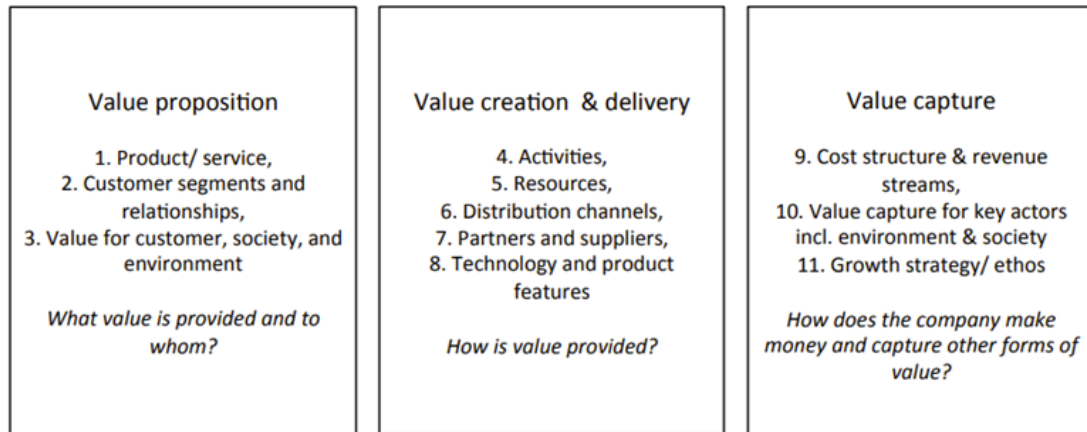 Value proposition
1. Product/ service,
2. Customer segments and
relationships,
3. Value for customer, society, and
environment
What value is provided and to
whom?
Value creation & delivery
4. Activities,
5. Resources,
6. Distribution channels,
7. Partners and suppliers,
8. Technology and product
features
How is value provided?
Value capture
9. Cost structure & revenue
streams,
10. Value capture for key actors
incl. environment & society
11. Growth strategy/ ethos
How does the company make
money and capture other forms of
value?